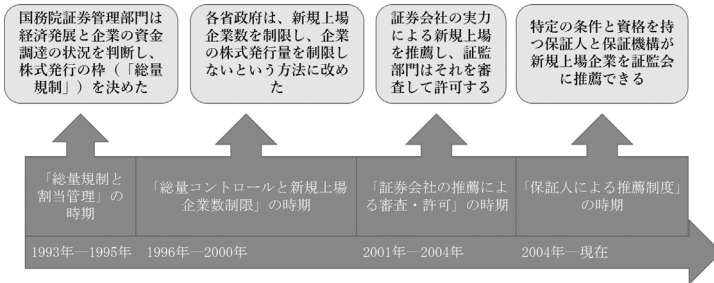 国務院証券管理部門は
経済発展と企業の資金
調達の状況を判断し、
株式発行の枠（「総量
規制」）を決めた
各省政府は、新規上場
企業数を制限し、企業
の株式発行量を制限し
ないという方法に改め
た
証券会社の実力
による新規上場
を推薦し、証監
部門はそれを審
査して許可する
特定の条件と資格を持
つ保証人と保証機構が
新規上場企業を証監会
に推薦できる
「総量規制と
割当管理」の
時期
「総量コントロールと新規上場
企業数制限」の時期
「証券会社の推薦によ
る審査・許可」の時期
「保証人による推薦制度」
の時期
1993年—1995年
1996年—2000年
2001年—2004年
2004年—現在